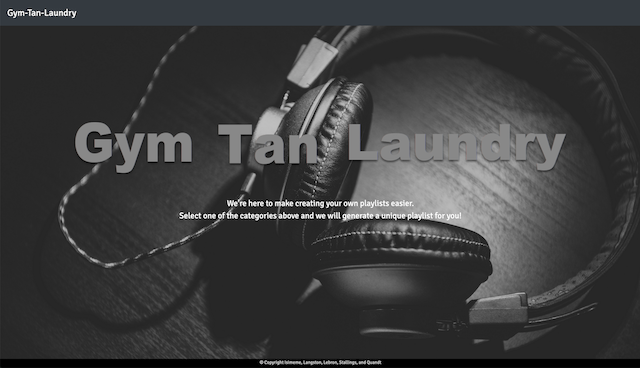 Gym-Tan-Laundry
Gym Tan Laundry
We're here to make creating your own playlists easier.
Select one of the categories above and we will generate a unique playlist for you!
© Copyright Ismeme, Langston, Lebron, Stallings, and Quandt